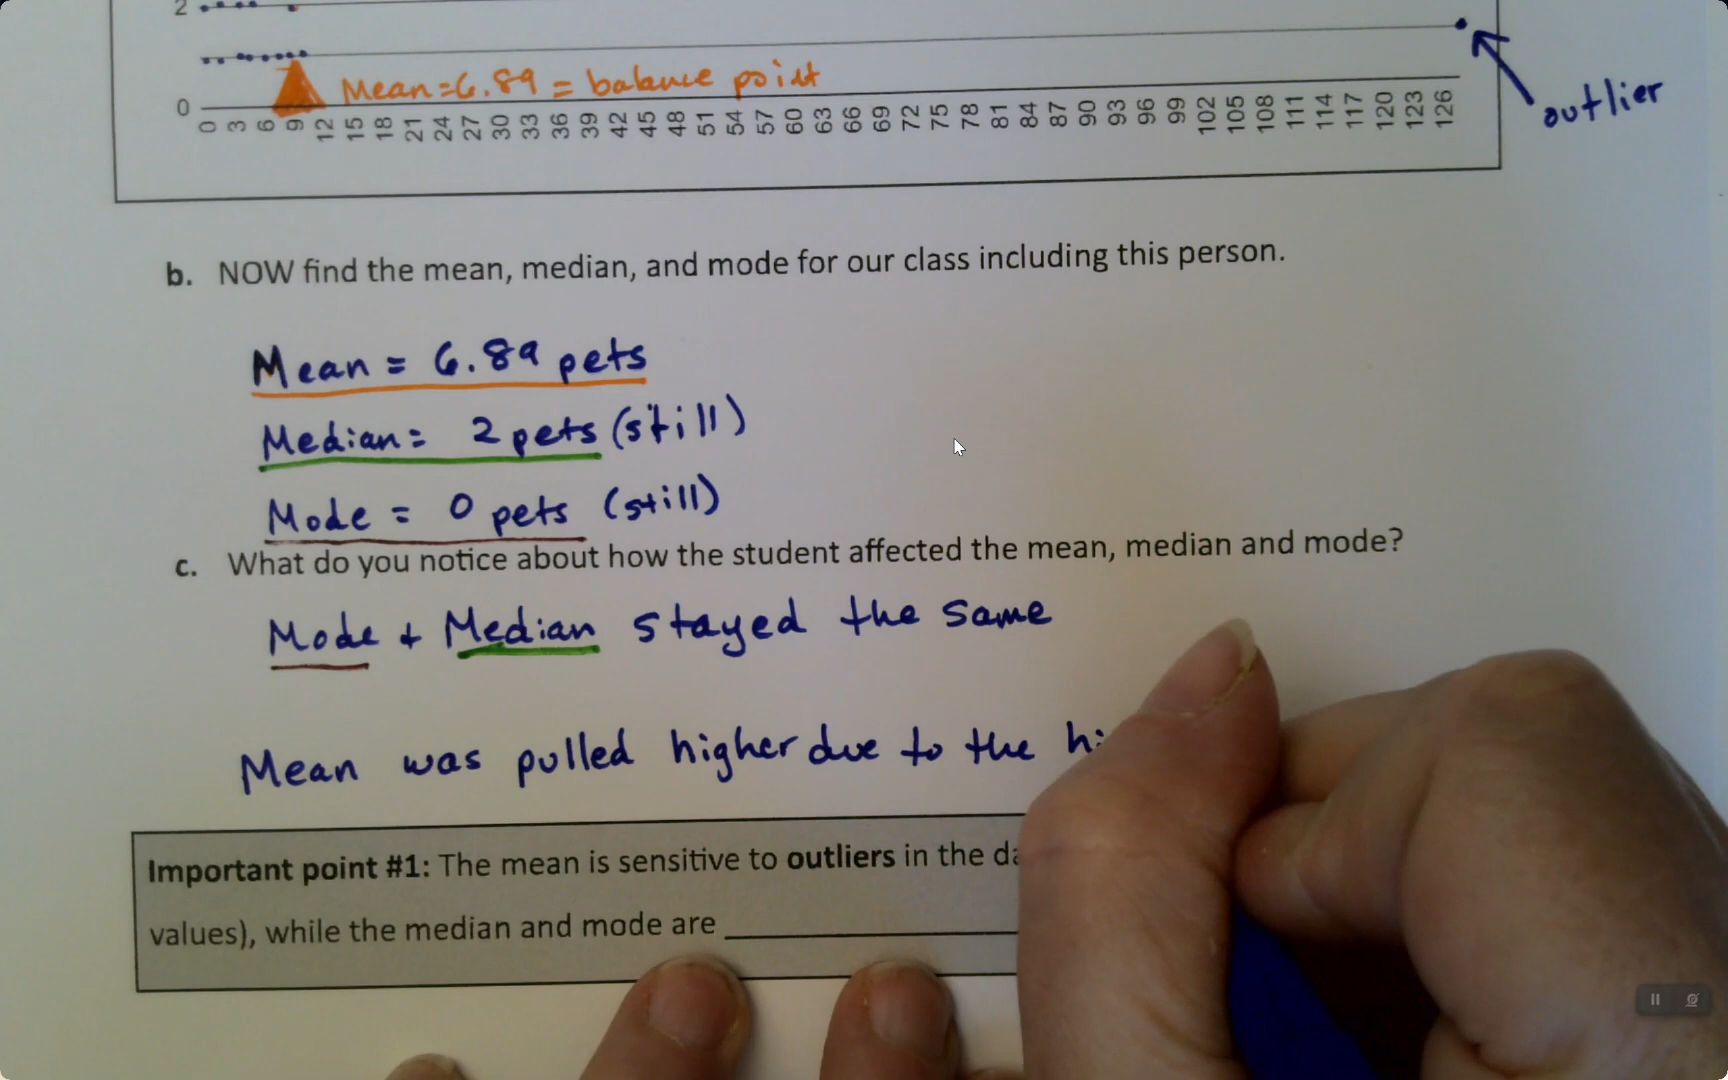 2
Mean=6.89 = balance point
outlier
0
0 3 6 9 12 15 18 21 24 27 30 33 36 39 42 45 48 51 54 57 60 63 66 69 72 75 78 81 84 87 90 93 96 99 102 105 108 111 114 117 120 123 126
b. NOW find the mean, median, and mode for our class including this person.
Mean = 6.89 pets
Median= 2 pets (still)
Mode = 0 pets (still)
c. What do you notice about how the student affected the mean, median and mode?
Mode + Median stayed the same
Mean was pulled higher due to the hi
Important point #1: The mean is sensitive to outliers in the da
values), while the median and mode are